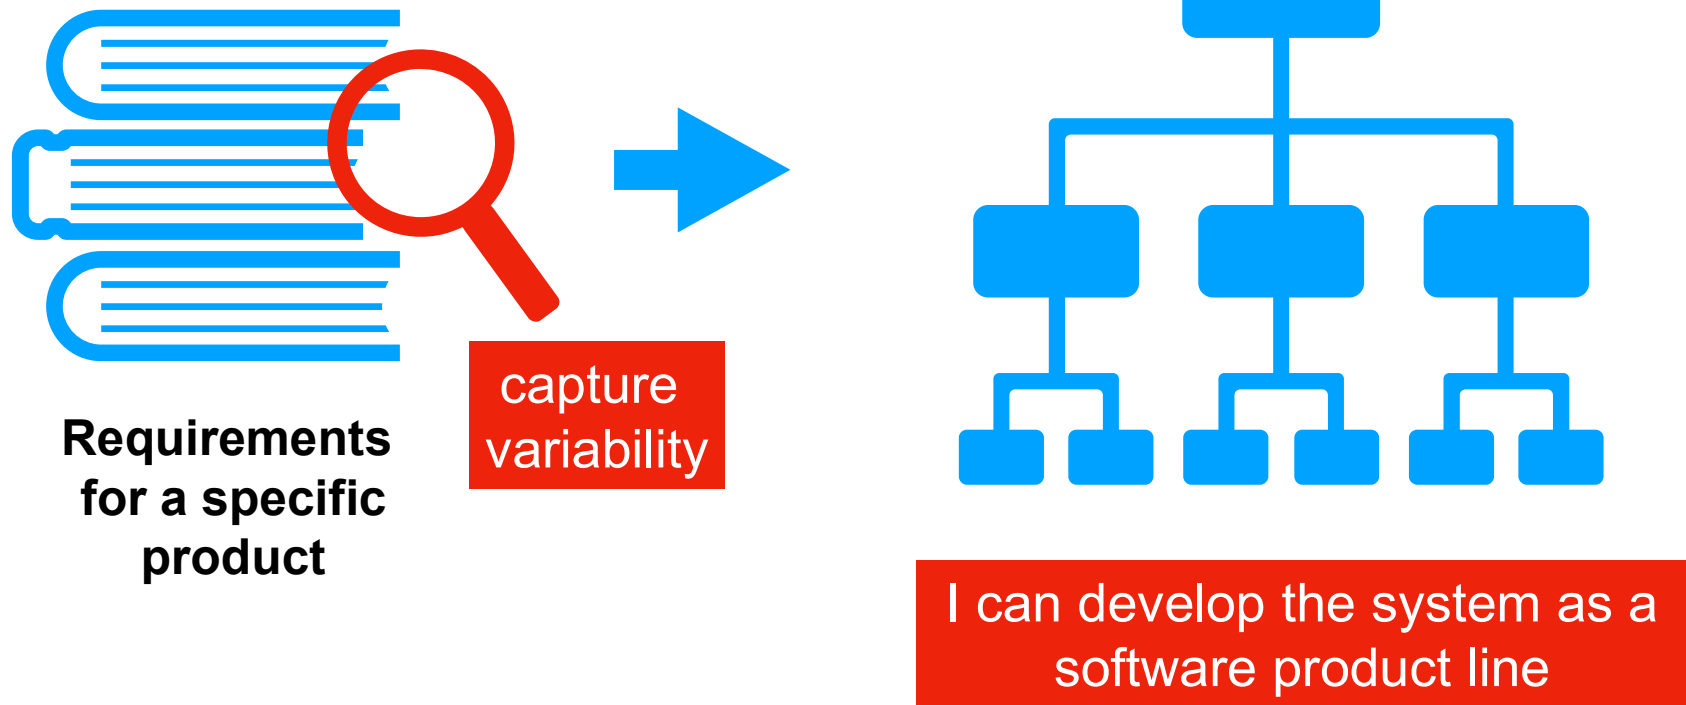 capture
variability
Requirements
for a specific
product
I can develop the system as a
software product line